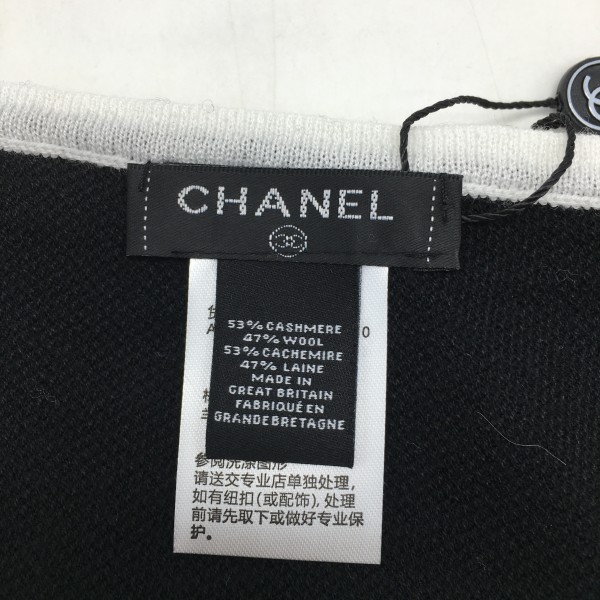 CHANEL
53% CASHMERE
47% WOOL
53% CACHEMIRE
47% LAINE
MADE IN
GREAT BRITAIN
FABRIQUÉ EN
GRANDE BRETAGNE
参阅洗涤图形
请送交专业店单独处理,
如有纽扣(或配饰),处理
前请先取下或做好专业保
护。